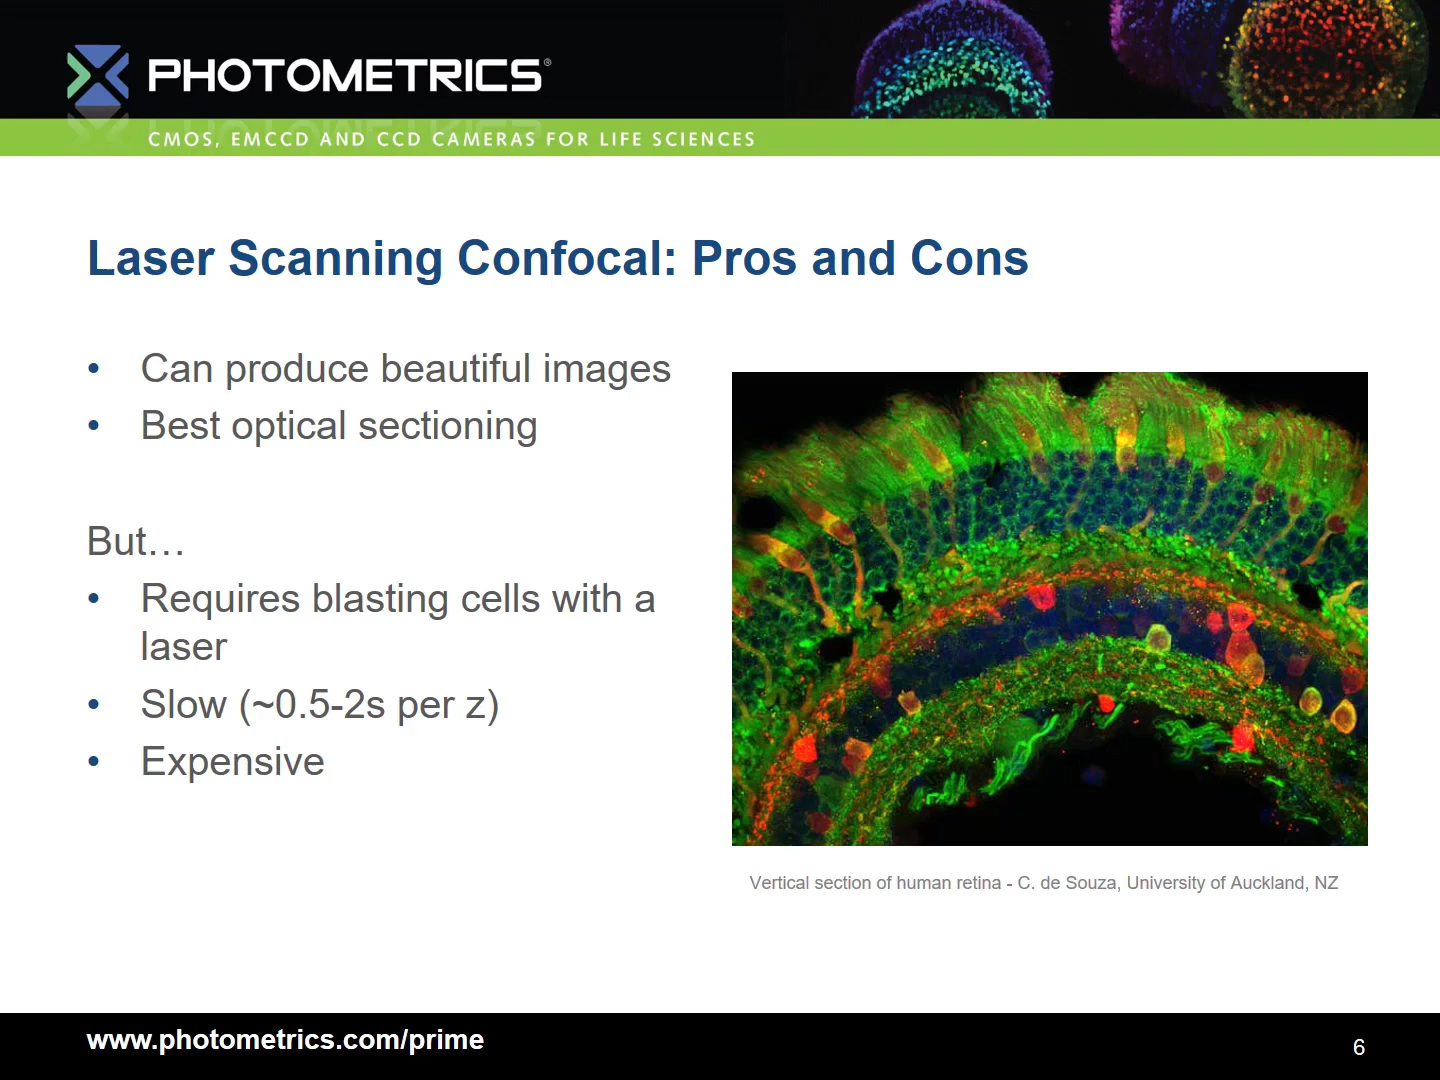 PHOTOMETRICS®
CMOS, EMCCD AND CCD CAMERAS FOR LIFE SCIENCES
Laser Scanning Confocal: Pros and Cons
• Can produce beautiful images
• Best optical sectioning
But…
• Requires blasting cells with a
laser
• Slow (~0.5-2s per z)
• Expensive
Vertical section of human retina - C. de Souza, University of Auckland, NZ
www.photometrics.com/prime
6